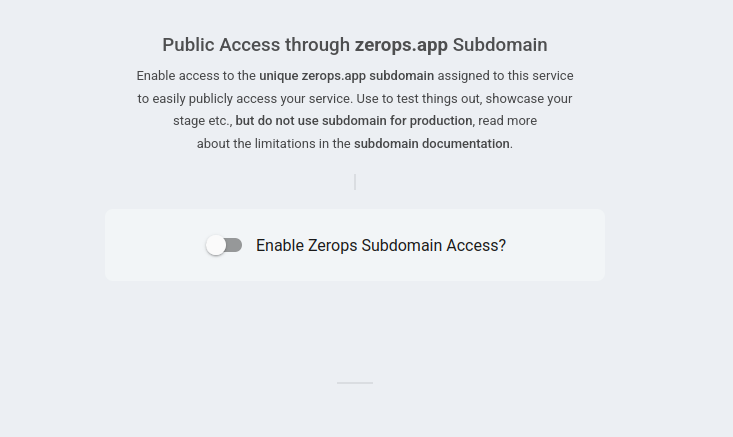 Public Access through zerops.app Subdomain
Enable access to the unique zerops.app subdomain assigned to this service
to easily publicly access your service. Use to test things out, showcase your
stage etc., but do not use subdomain for production, read more
about the limitations in the subdomain documentation.
Enable Zerops Subdomain Access?